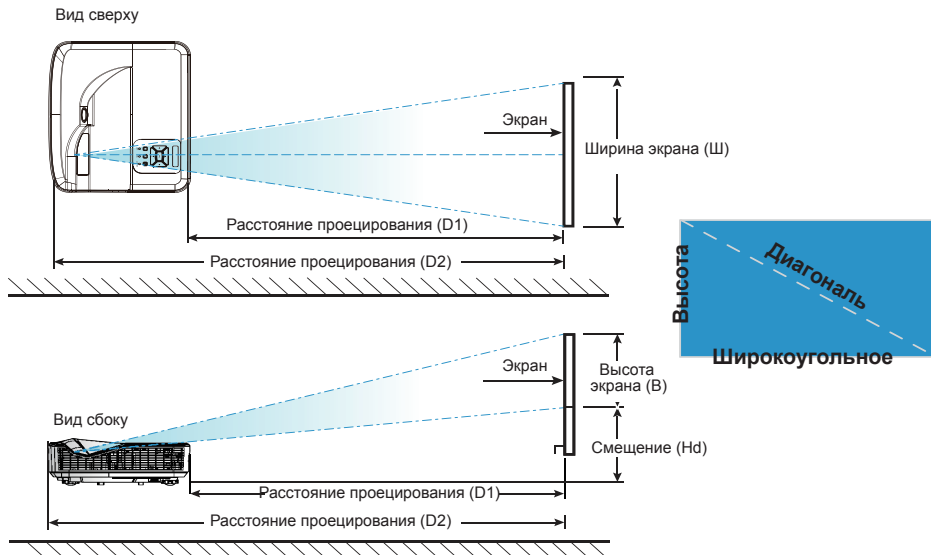 Вид сверху
Экран
Ширина экрана (Ш)
Расстояние проецирования (D1)
Расстояние проецирования (D2)
Высота
Диагональ
Широкоугольное
Экран
Высота
экрана (В)
Вид сбоку
Смещение (Hd)
Расстояние проецирования (D1)
Расстояние проецирования (D2)